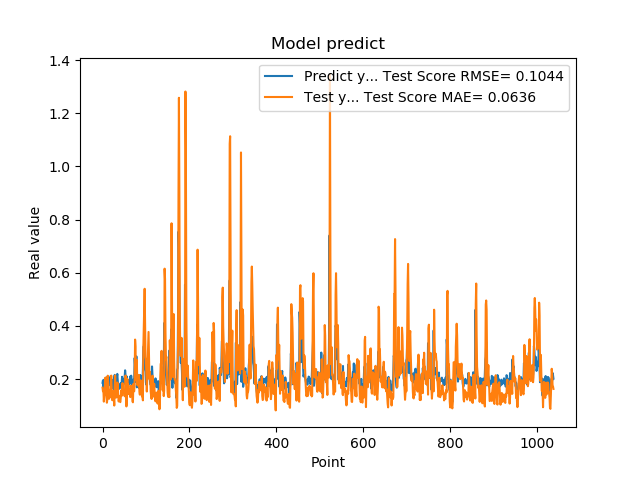 Model predict
Predict y... Test Score RMSE= 0.1044
Test y... Test Score MAE= 0.0636
Real value
1.4
1.2
1.0
0.8
0.6
0.4
0.2
0 200 400 600 800 1000
Point